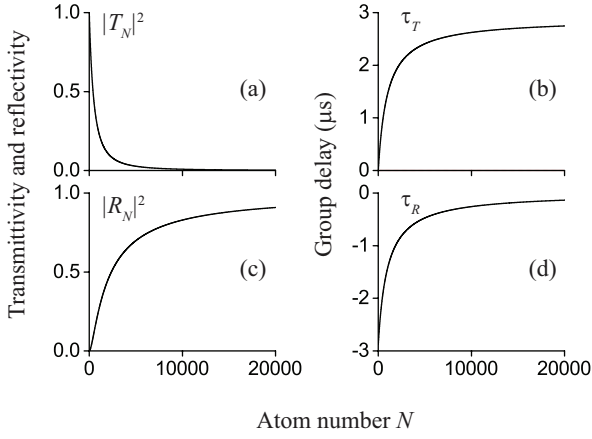 Transmittivity and reflectivity
1.0
0.5
0.0
|T_N|²
(a)
Group delay (μs)
3
2
1
0
τ_T
(b)
1.0
0.5
0.0
|R_N|²
(c)
0
10000
20000
0
-1
-2
-3
τ_R
(d)
0
10000
20000
Atom number N